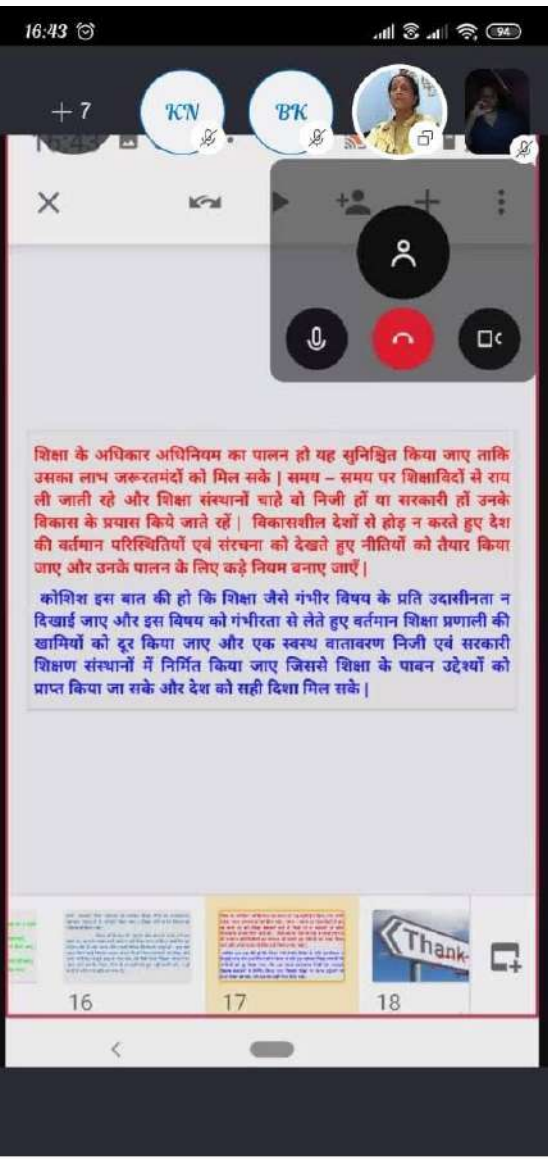 16:43
94
+ 7
KN
BK
16:43
शिक्षा के अधिकार अधिनियम का पालन हो यह सुनिश्चित किया जाए ताकि
उसका लाभ जरूरतमंदों को मिल सके | समय – समय पर शिक्षाविदों से राय
ली जाती रहे और शिक्षा संस्थानों चाहे वो निजी हों या सरकारी हों उनके
विकास के प्रयास किये जाते रहें | विकासशील देशों से होड़ न करते हुए देश
की वर्तमान परिस्थितियों एवं संरचना को देखते हुए नीतियों को तैयार किया
जाए और उनके पालन के लिए कड़े नियम बनाए जाएँ |
कोशिश इस बात की हो कि शिक्षा जैसे गंभीर विषय के प्रति उदासीनता न
दिखाई जाए और इस विषय को गंभीरता से लेते हुए वर्तमान शिक्षा प्रणाली की
खामियों को दूर किया जाए और एक स्वस्थ वातावरण निजी एवं सरकारी
शिक्षण संस्थानों में निर्मित किया जाए जिससे शिक्षा के पावन उद्देश्यों को
प्राप्त किया जा सके और देश को सही दिशा मिल सके |
Thank
16
17
18